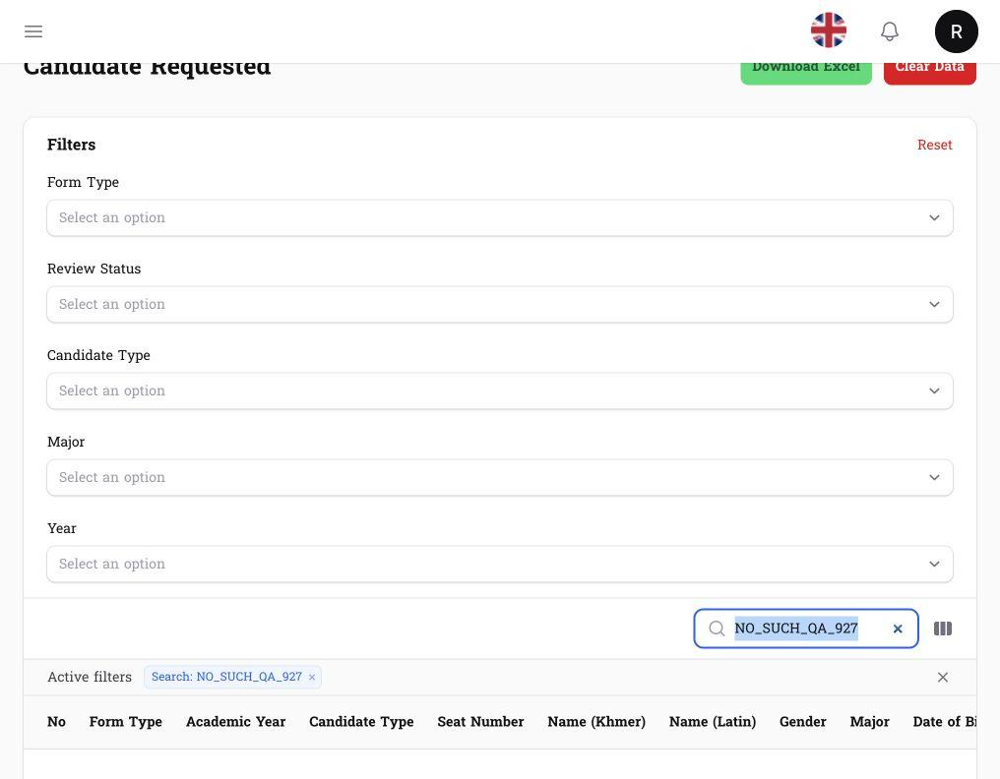 R
Candidate Requested
Download Excel
Clear Data
Filters
Reset
Form Type
Select an option
Review Status
Select an option
Candidate Type
Select an option
Major
Select an option
Year
Select an option
NO_SUCH_QA_927
Active filters Search: NO_SUCH_QA_927
No Form Type Academic Year Candidate Type Seat Number Name (Khmer) Name (Latin) Gender Major Date of Bi